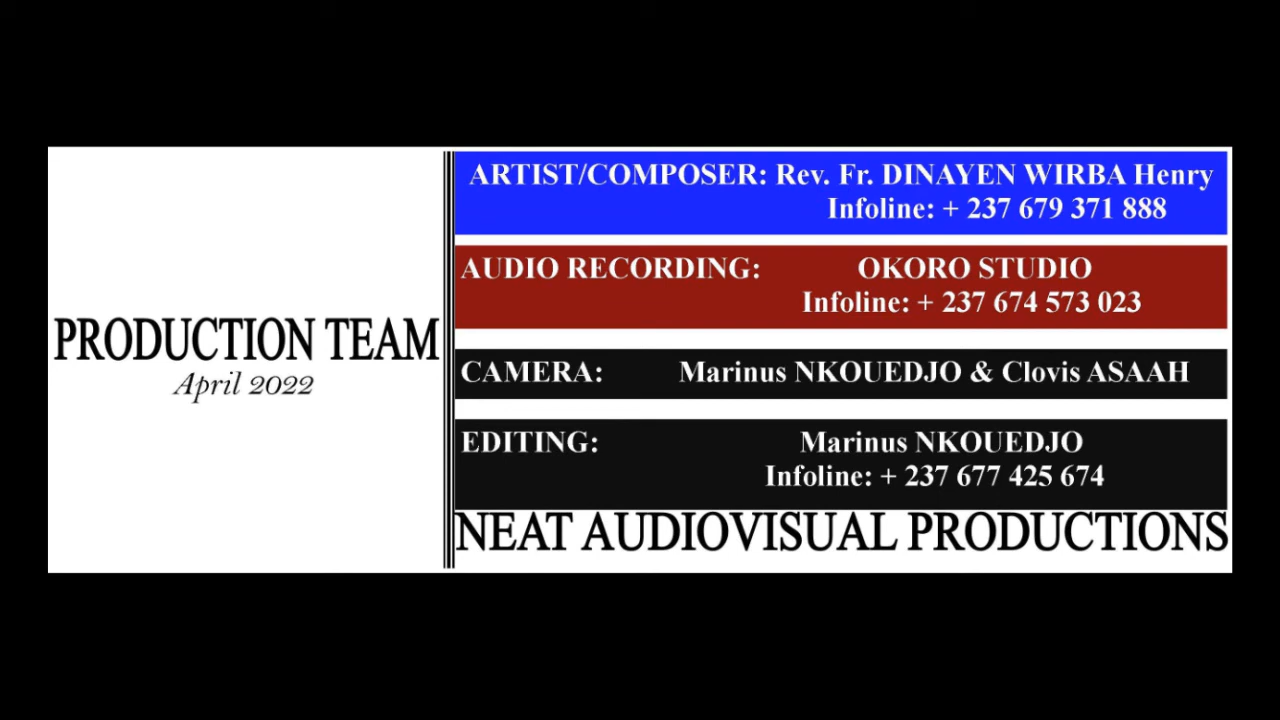 PRODUCTION TEAM
April 2022
ARTIST/COMPOSER: Rev. Fr. DINAYEN WIRBA Henry
Infoline: + 237 679 371 888
AUDIO RECORDING: OKORO STUDIO
Infoline: + 237 674 573 023
CAMERA: Marinus NKOUEDJO & Clovis ASAAH
EDITING: Marinus NKOUEDJO
Infoline: + 237 677 425 674
NEAT AUDIOVISUAL PRODUCTIONS